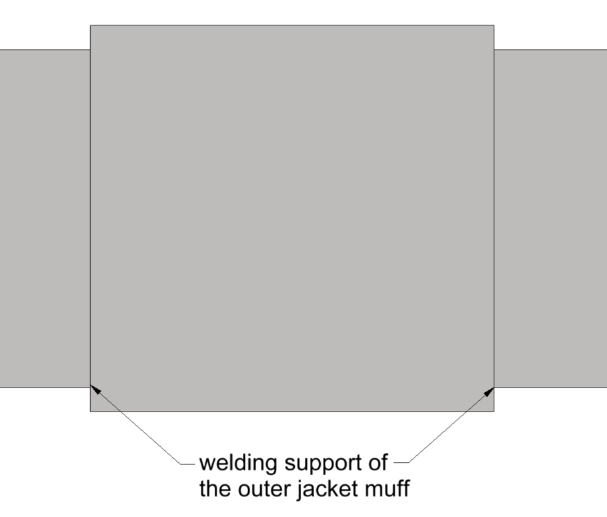 welding support of
the outer jacket muff